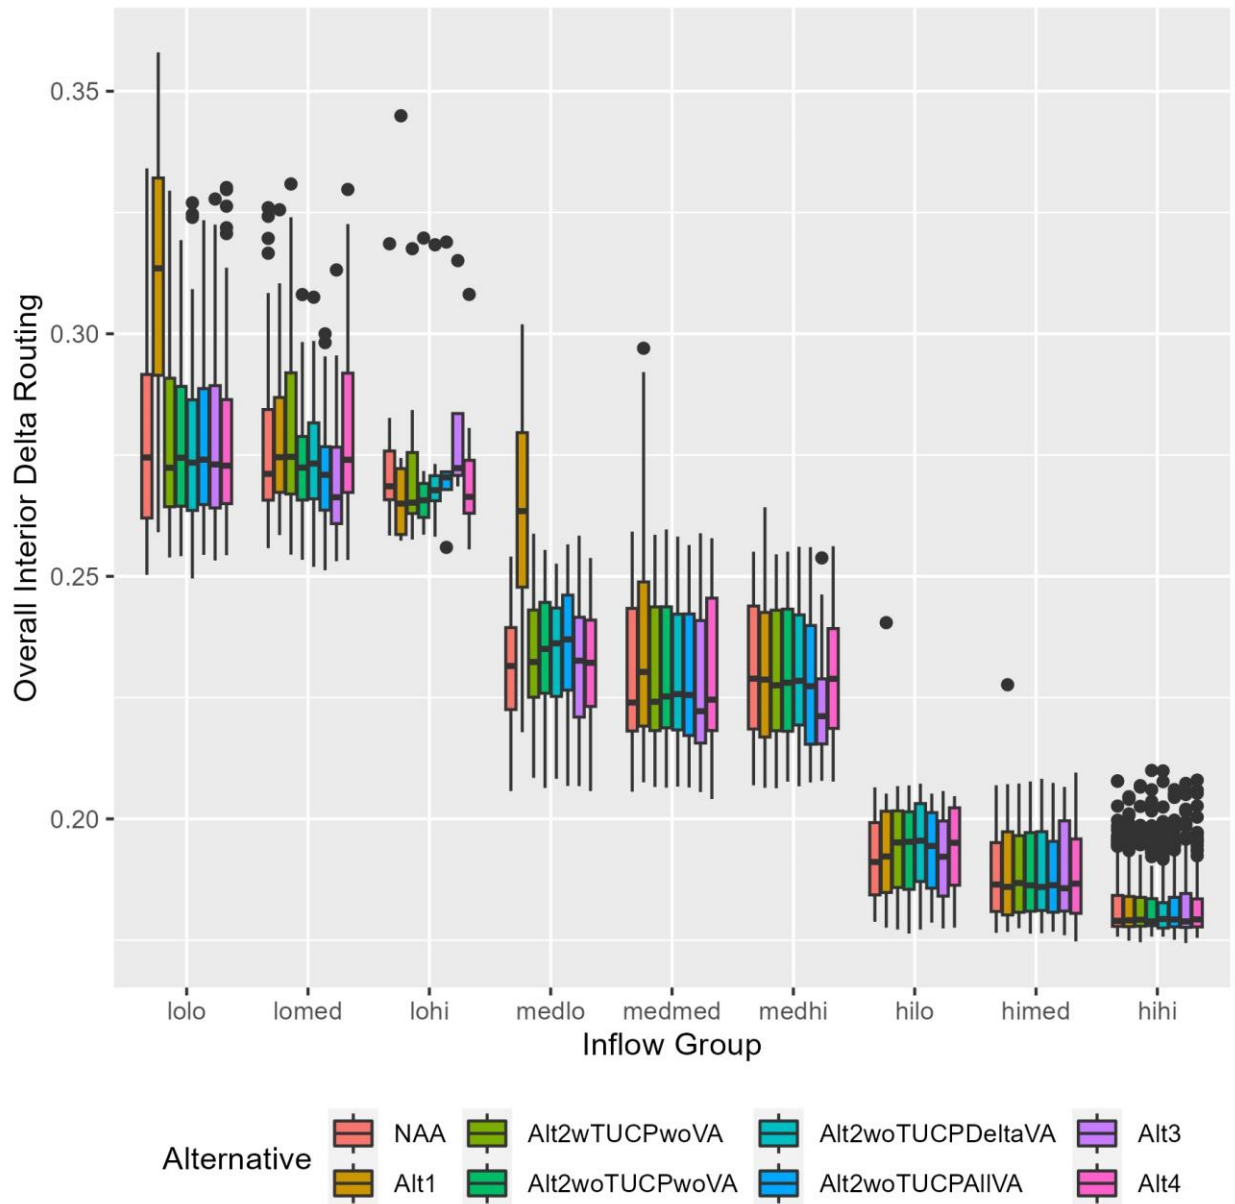 Overall Interior Delta Routing
0.35
0.30
0.25
0.20
lolo lomed lohi medlo medmed medhi hilo himed hihi
Inflow Group
Alternative
NAA Alt2wTUCPwoVA Alt2woTUCPDeltaVA Alt3
Alt1 Alt2woTUCPwoVA Alt2woTUCPAllVA Alt4